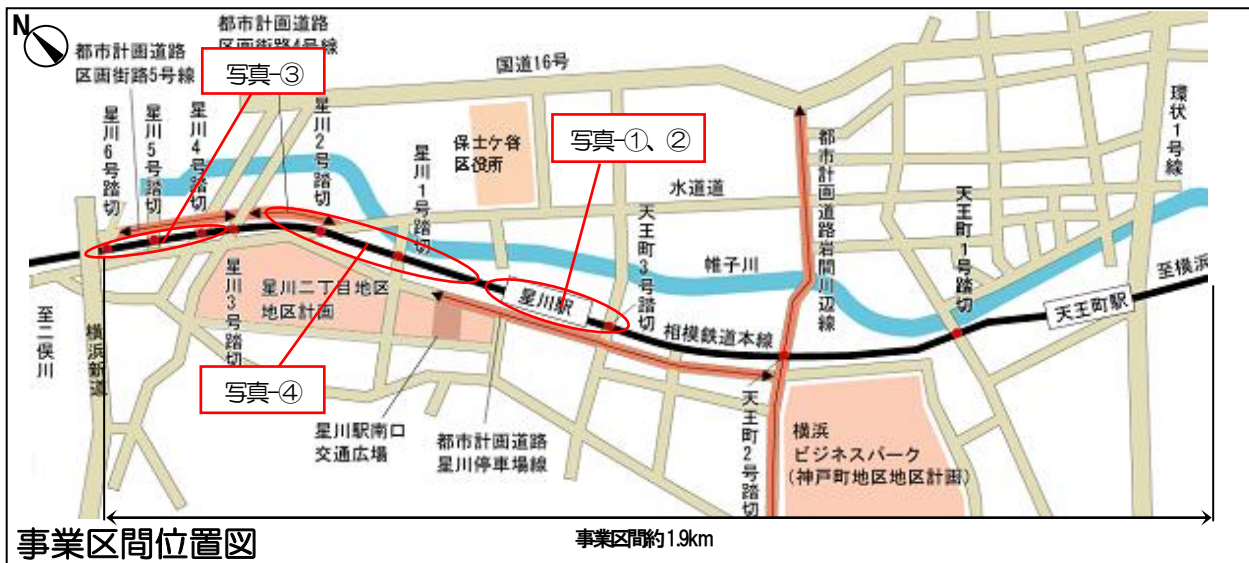 N
都市計画道路
区画街路5号線
都市計画道路
区画街路4号線
写真-③
国道16号
環状1号線
星川6号踏切
星川5号踏切
星川4号踏切
星川2号踏切
星川1号踏切
保土ケ谷
区役所
写真-①、②
水道道
天王町3号踏切
都市計画道路岩間川辺線
天王町1号踏切
帷子川
至横浜
天王町駅
星川駅
相模鉄道本線
星川二丁目地区
地区計画
星川3号踏切
至二俣川
横浜新道
写真-④
星川駅南口
交通広場
都市計画道路
星川停車場線
天王町2号踏切
横浜
ビジネスパーク
(神戸町地区地区計画)
事業区間位置図
事業区間約1.9km